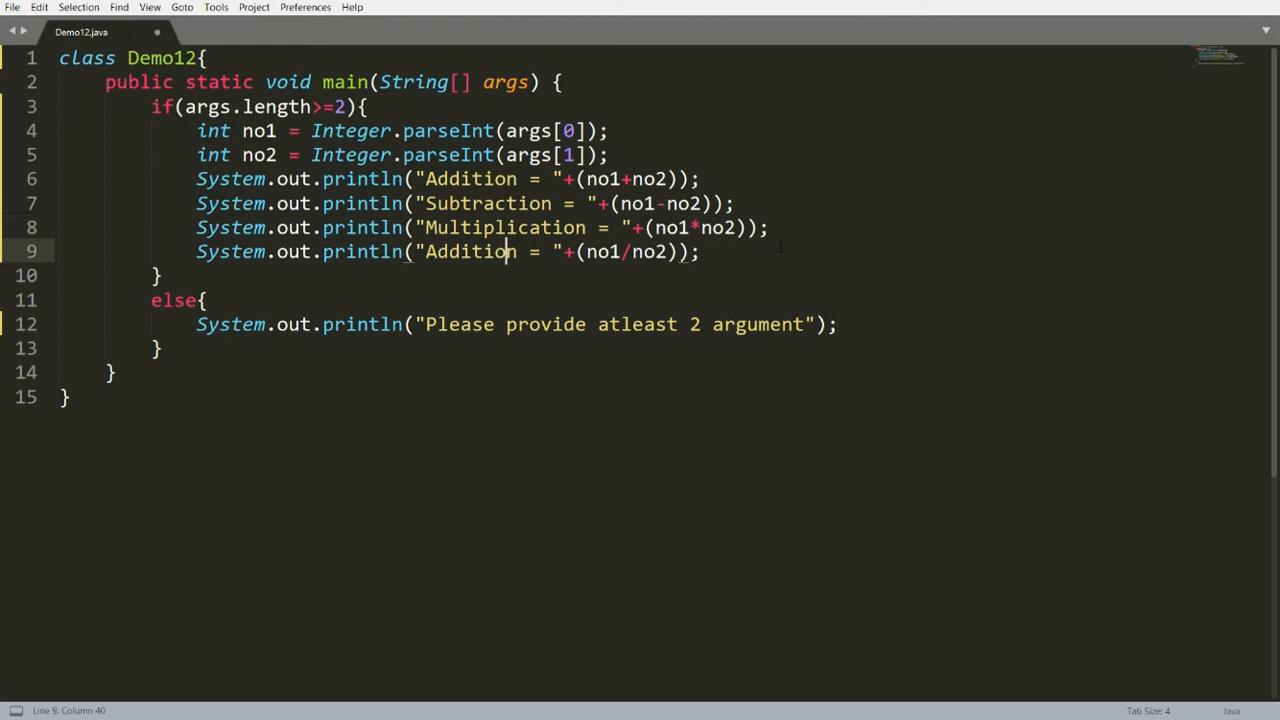 File Edit Selection Find View Goto Tools Project Preferences Help
Demo12.java
1 class Demo12{
2 public static void main(String[] args) {
3 if(args.length>=2){
4 int no1 = Integer.parseInt(args[0]);
5 int no2 = Integer.parseInt(args[1]);
6 System.out.println("Addition = "+(no1+no2));
7 System.out.println("Subtraction = "+(no1-no2));
8 System.out.println("Multiplication = "+(no1*no2));
9 System.out.println("Addition = "+(no1/no2));
10 }
11 else{
12 System.out.println("Please provide atleast 2 argument");
13 }
14 }
15 }
Line 9, Column 40 Tab Size: 4 Java